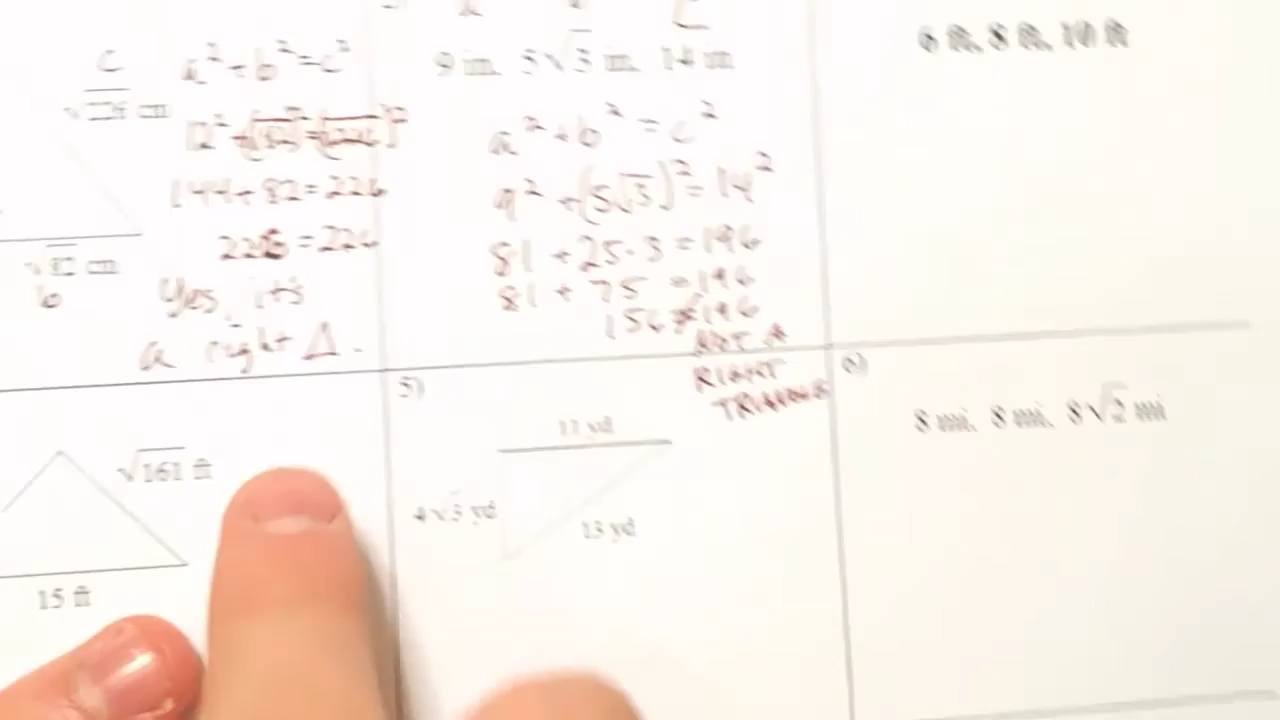 c
√226 cm
a² + b² = c²
12² + (√82)² = (√226)²
144 + 82 = 226
226 = 226
√82 cm
b
Yes, it's
a right Δ.
c
9 in, 5√3 in, 14 in
a² + b² = c²
9² + (5√3)² = 14²
81 + 25·3 = 196
81 + 75 = 196
156 ≠ 196
NOT A
RIGHT
TRIANGLE
6 ft, 8 ft, 10 ft
√161 ft
15 ft
5)
4√3 yd
13 yd
6)
8 mi, 8 mi, 8√2 mi